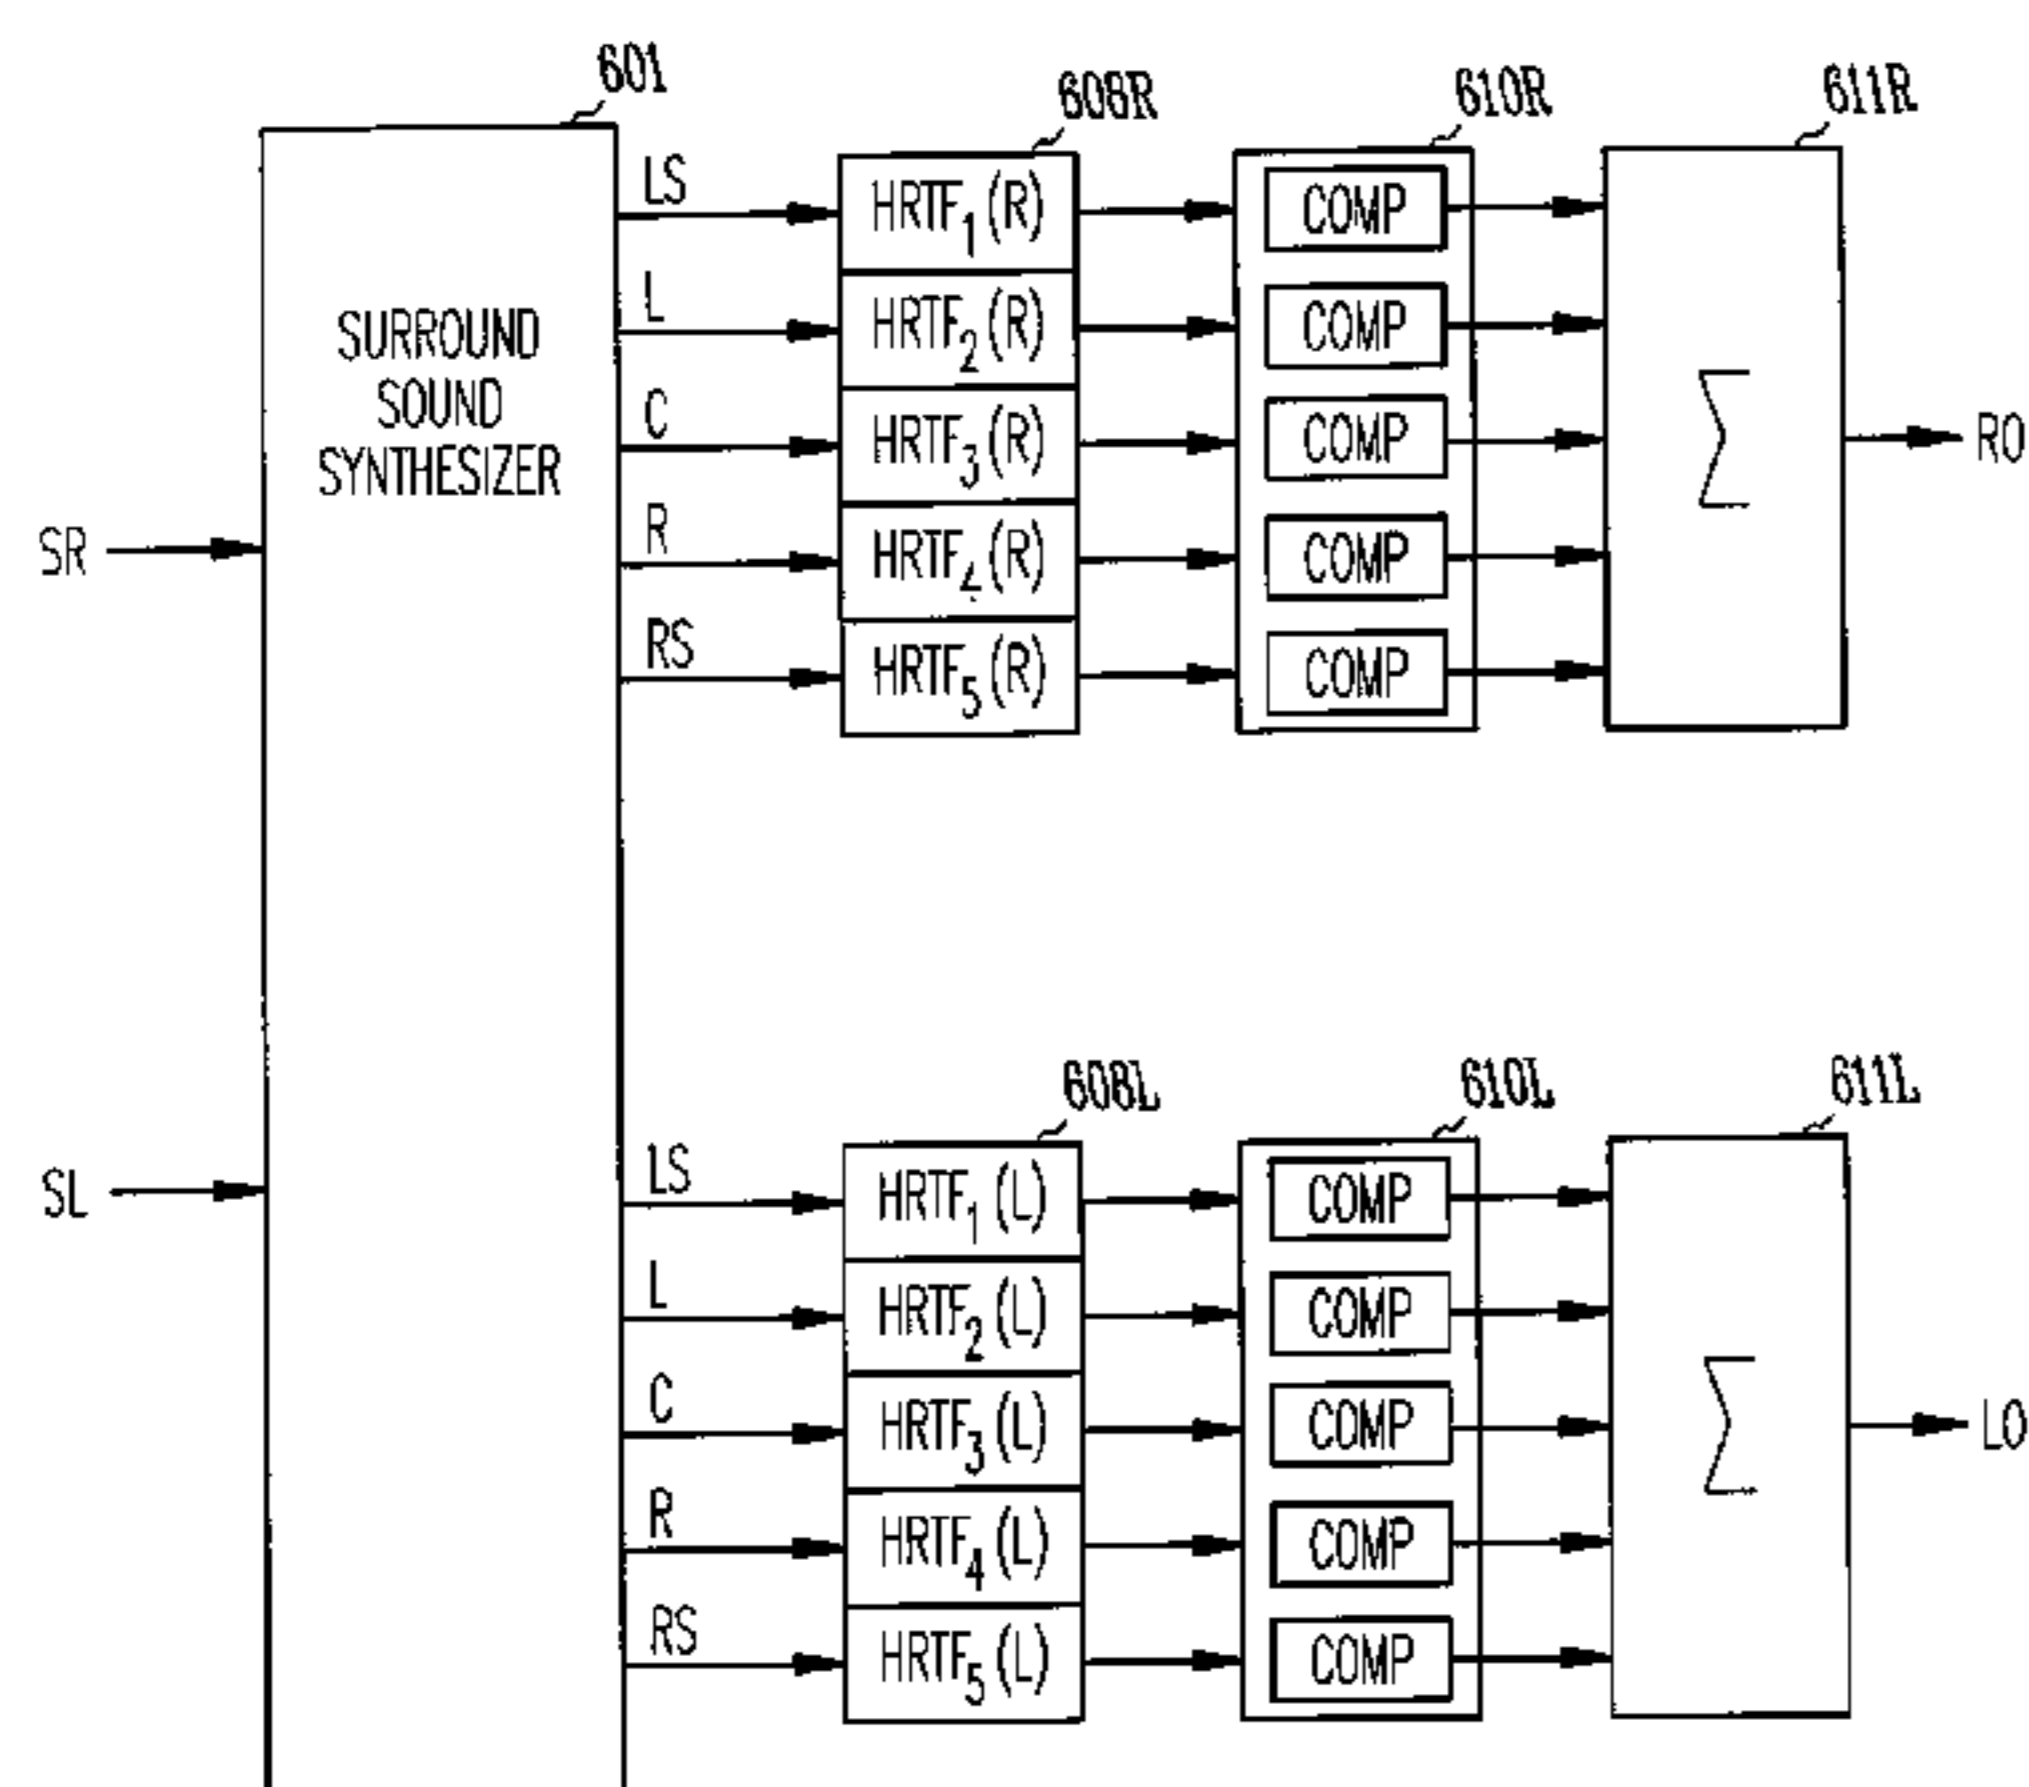 601
608R
610R
611R
SURROUND
SOUND
SYNTHESIZER
SR
SL
LS
L
C
R
RS
HRTF1 (R)
HRTF2 (R)
HRTF3 (R)
HRTF4 (R)
HRTF5 (R)
COMP
COMP
COMP
COMP
COMP
Σ
RO
608L
610L
611L
LS
L
C
R
RS
HRTF1 (L)
HRTF2 (L)
HRTF3 (L)
HRTF4 (L)
HRTF5 (L)
COMP
COMP
COMP
COMP
COMP
Σ
LO